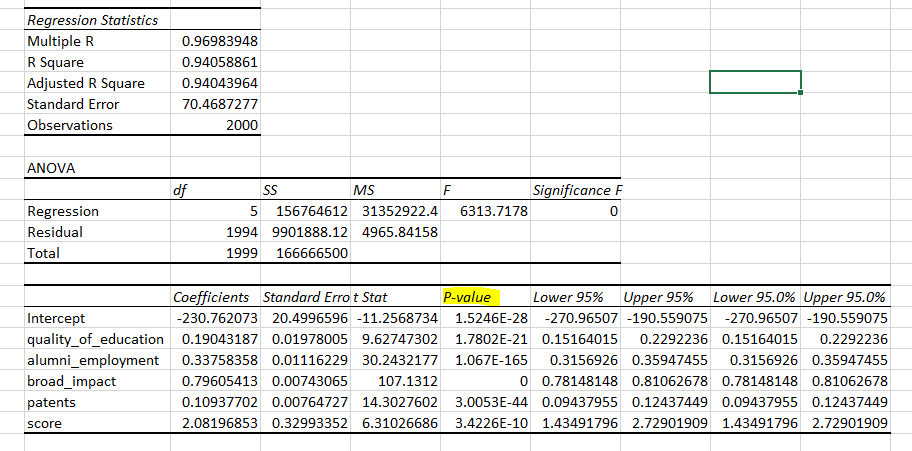 Regression Statistics
Multiple R 0.96983948
R Square 0.94058861
Adjusted R Square 0.94043964
Standard Error 70.4687277
Observations 2000
ANOVA
df SS MS F Significance F
Regression 5 156764612 31352922.4 6313.7178 0
Residual 1994 9901888.12 4965.84158
Total 1999 166666500
Coefficients Standard Erro t Stat P-value Lower 95% Upper 95% Lower 95.0% Upper 95.0%
Intercept -230.762073 20.4996596 -11.2568734 1.5246E-28 -270.96507 -190.559075 -270.96507 -190.559075
quality_of_education 0.19043187 0.01978005 9.62747302 1.7802E-21 0.15164015 0.2292236 0.15164015 0.2292236
alumni_employment 0.33758358 0.01116229 30.2432177 1.067E-165 0.3156926 0.35947455 0.3156926 0.35947455
broad_impact 0.79605413 0.00743065 107.1312 0 0.78148148 0.81062678 0.78148148 0.81062678
patents 0.10937702 0.00764727 14.3027602 3.0053E-44 0.09437955 0.12437449 0.09437955 0.12437449
score 2.08196853 0.32993352 6.31026686 3.4226E-10 1.43491796 2.72901909 1.43491796 2.72901909